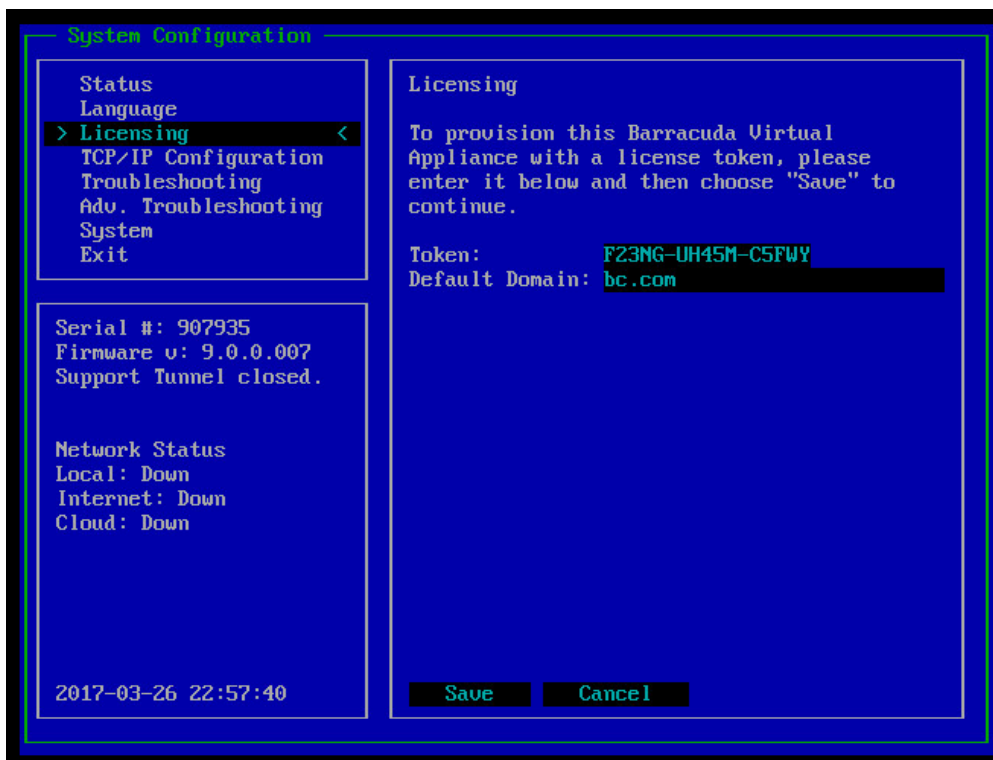 System Configuration
Status
Language
> Licensing <
TCP/IP Configuration
Troubleshooting
Adv. Troubleshooting
System
Exit
Serial #: 907935
Firmware v: 9.0.0.007
Support Tunnel closed.
Network Status
Local: Down
Internet: Down
Cloud: Down
2017-03-26 22:57:40
Licensing
To provision this Barracuda Virtual
Appliance with a license token, please
enter it below and then choose "Save" to
continue.
Token: F23NG-UH45M-C5FWY
Default Domain: bc.com
Save Cancel